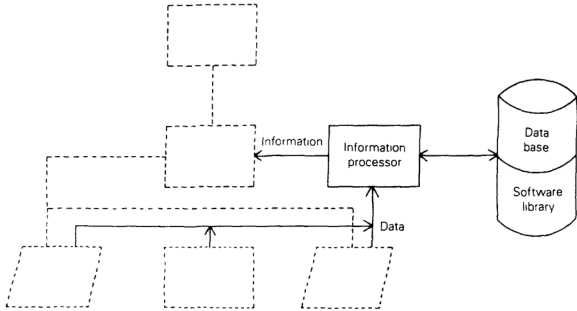 Information
Information
processor
Data
base
Software
library
Data